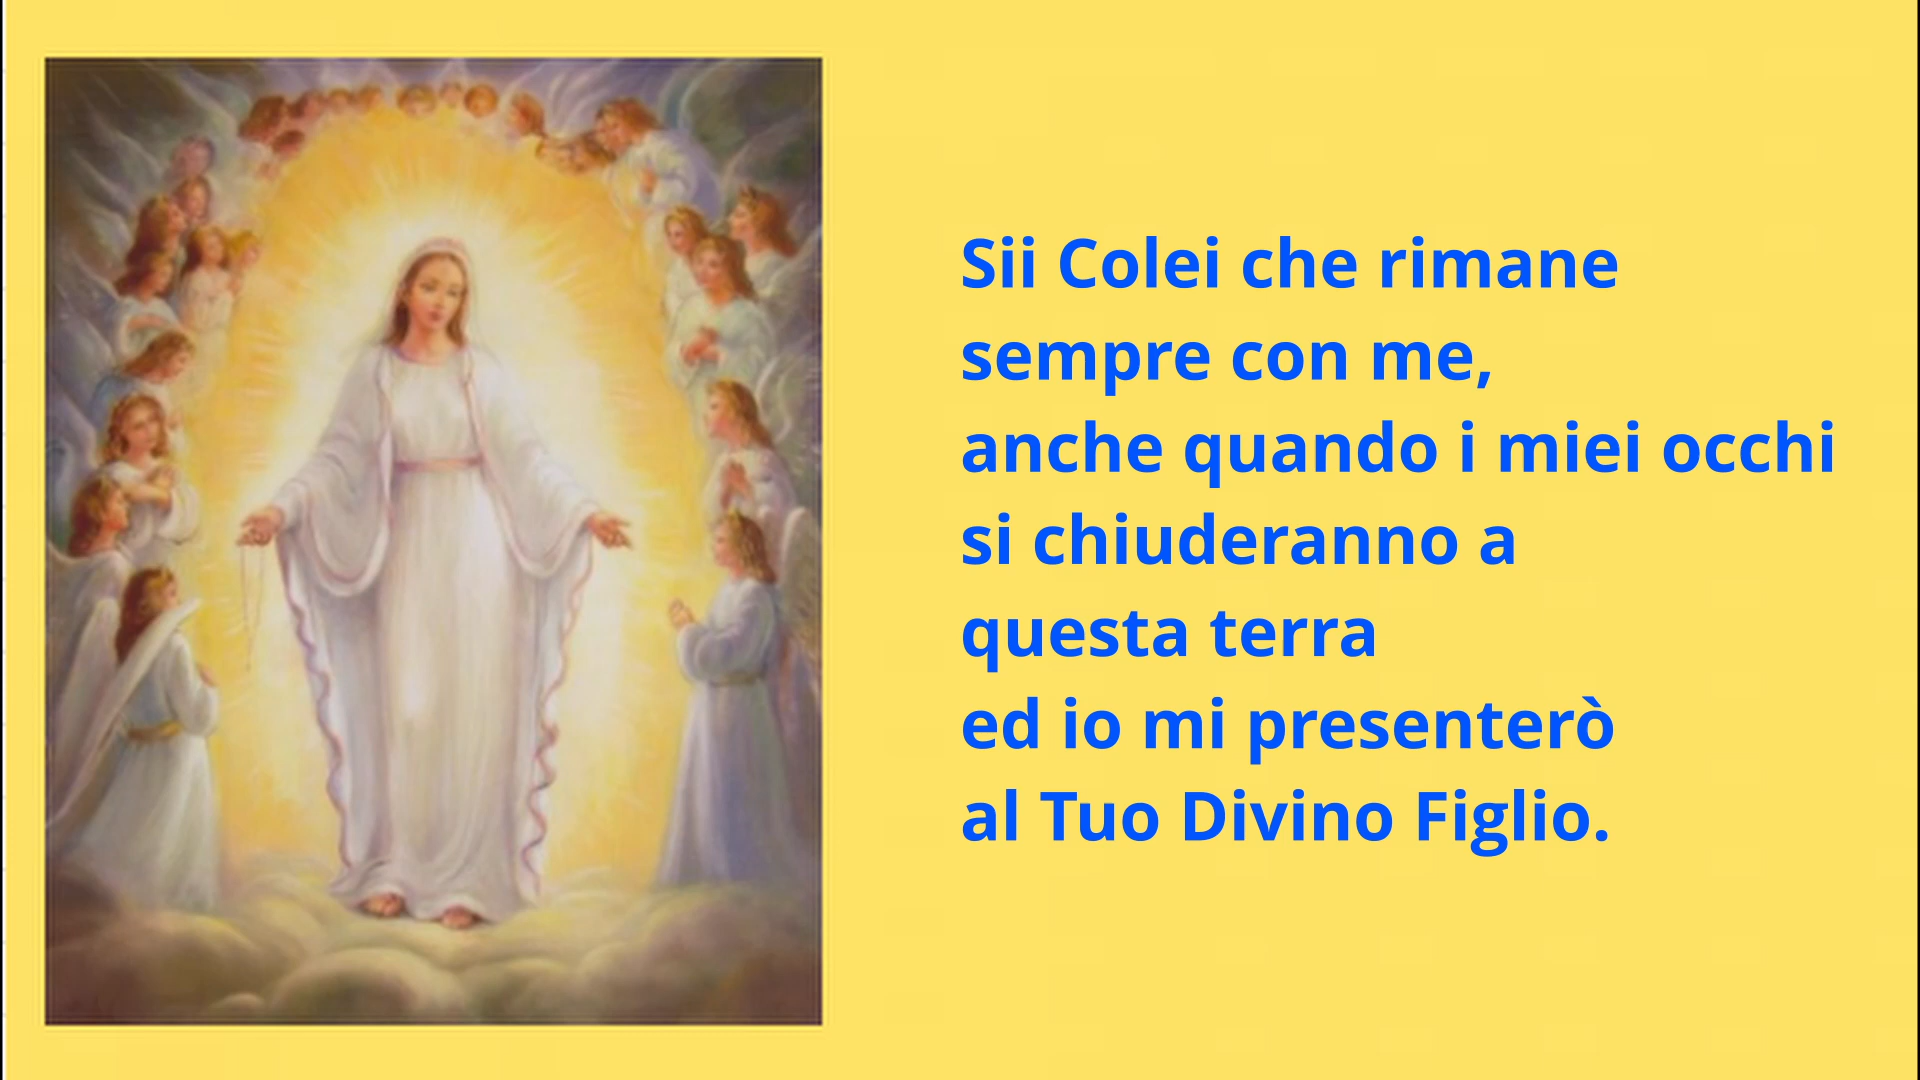 Sii Colei che rimane
sempre con me,
anche quando i miei occhi
si chiuderanno a
questa terra
ed io mi presenterò
al Tuo Divino Figlio.